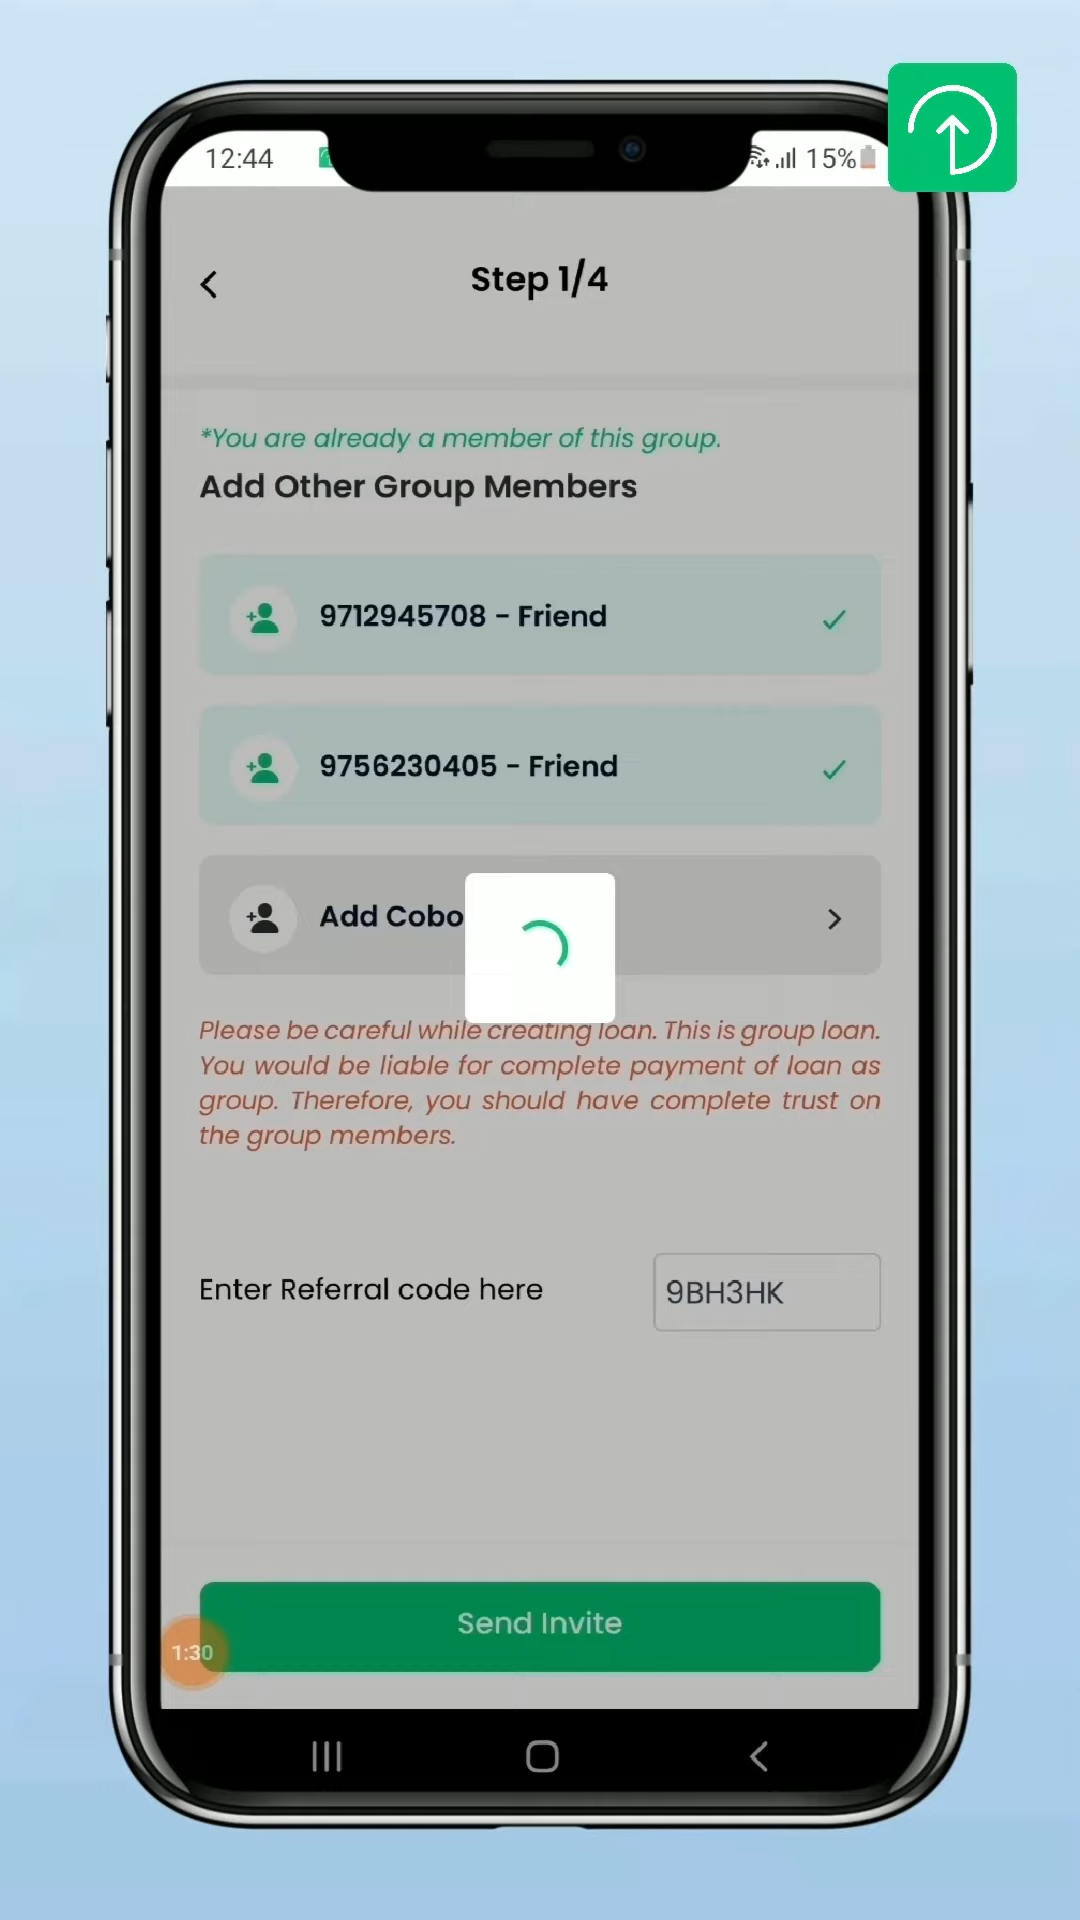 12:44
15%
Step 1/4
*You are already a member of this group.
Add Other Group Members
9712945708 - Friend
9756230405 - Friend
Add Cobo
Please be careful while creating loan. This is group loan.
You would be liable for complete payment of loan as
group. Therefore, you should have complete trust on
the group members.
Enter Referral code here
9BH3HK
Send Invite
1:30